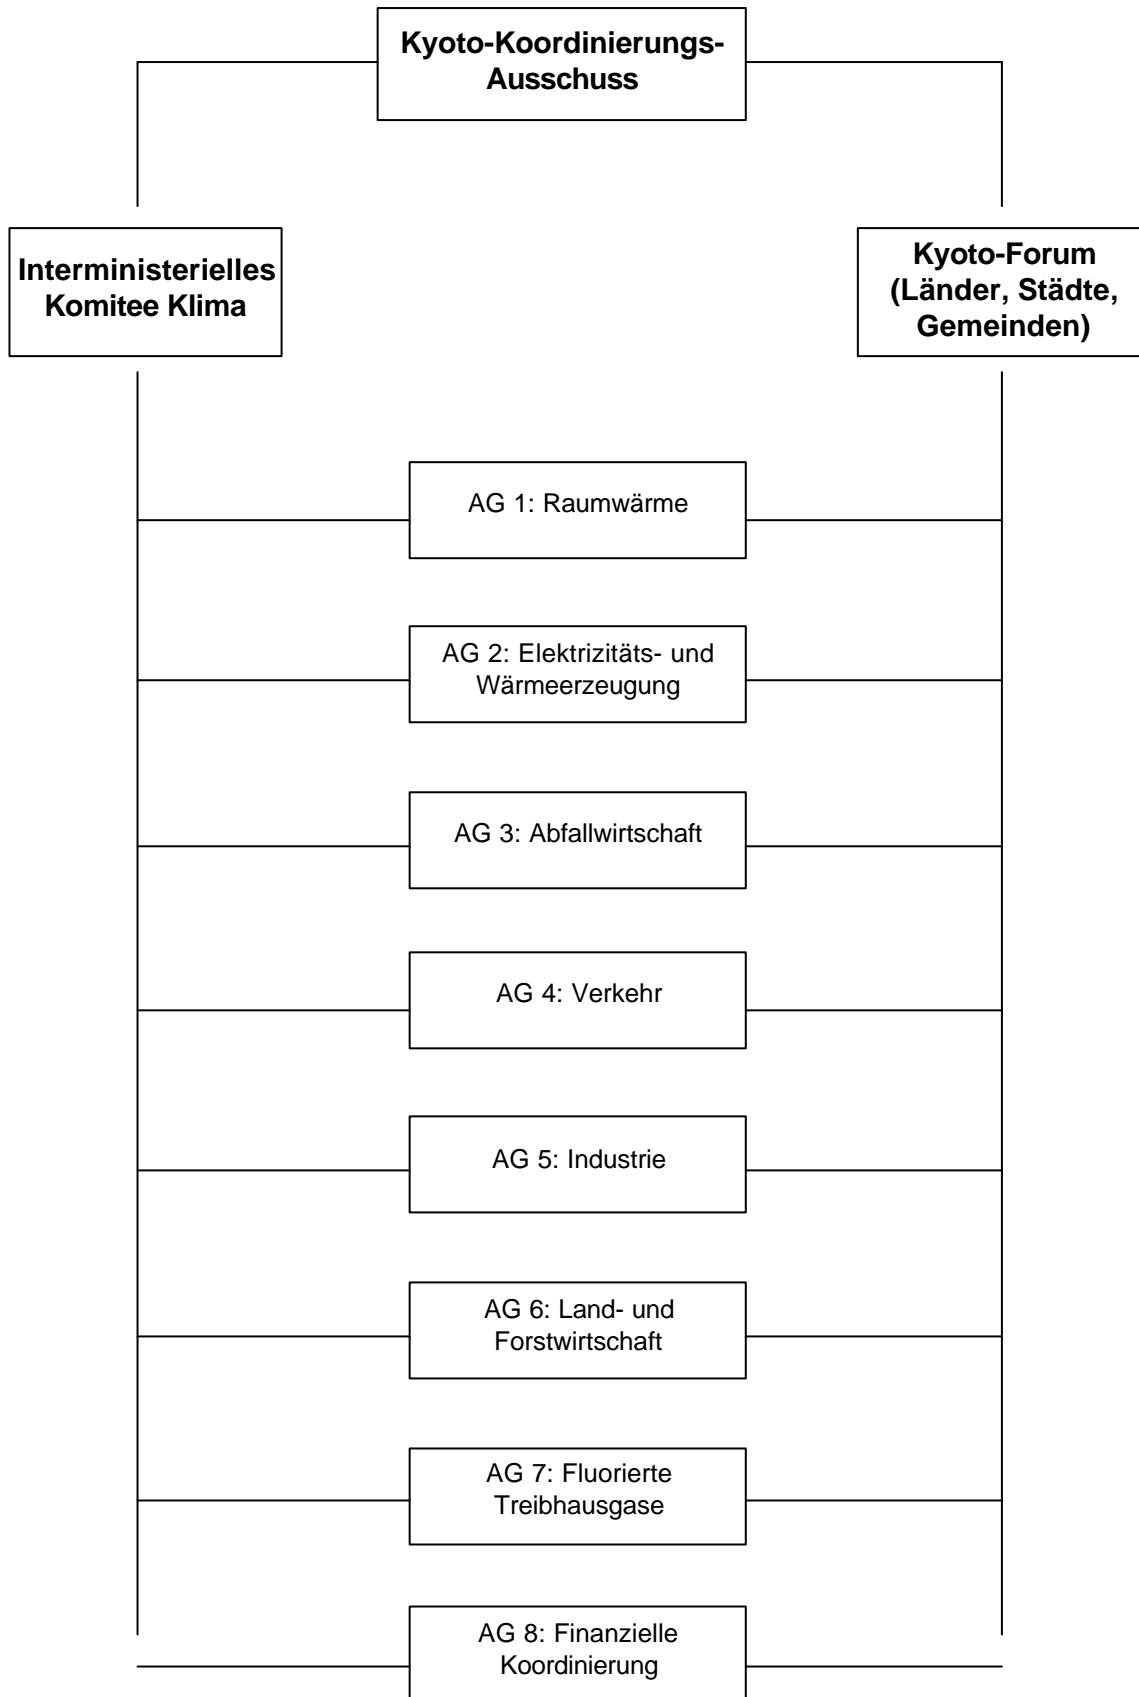 Kyoto-Koordinierungs-
Ausschuss
Interministerielles
Komitee Klima
Kyoto-Forum
(Länder, Städte,
Gemeinden)
AG 1: Raumwärme
AG 2: Elektrizitäts- und
Wärmeerzeugung
AG 3: Abfallwirtschaft
AG 4: Verkehr
AG 5: Industrie
AG 6: Land- und
Forstwirtschaft
AG 7: Fluorierte
Treibhausgase
AG 8: Finanzielle
Koordinierung